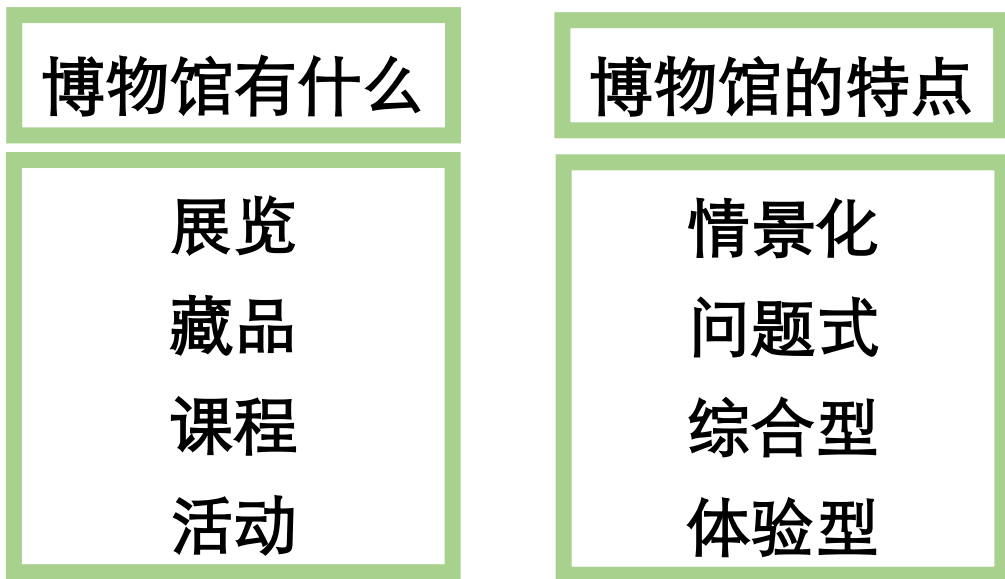 博物馆有什么
展览
藏品
课程
活动
博物馆的特点
情景化
问题式
综合型
体验型